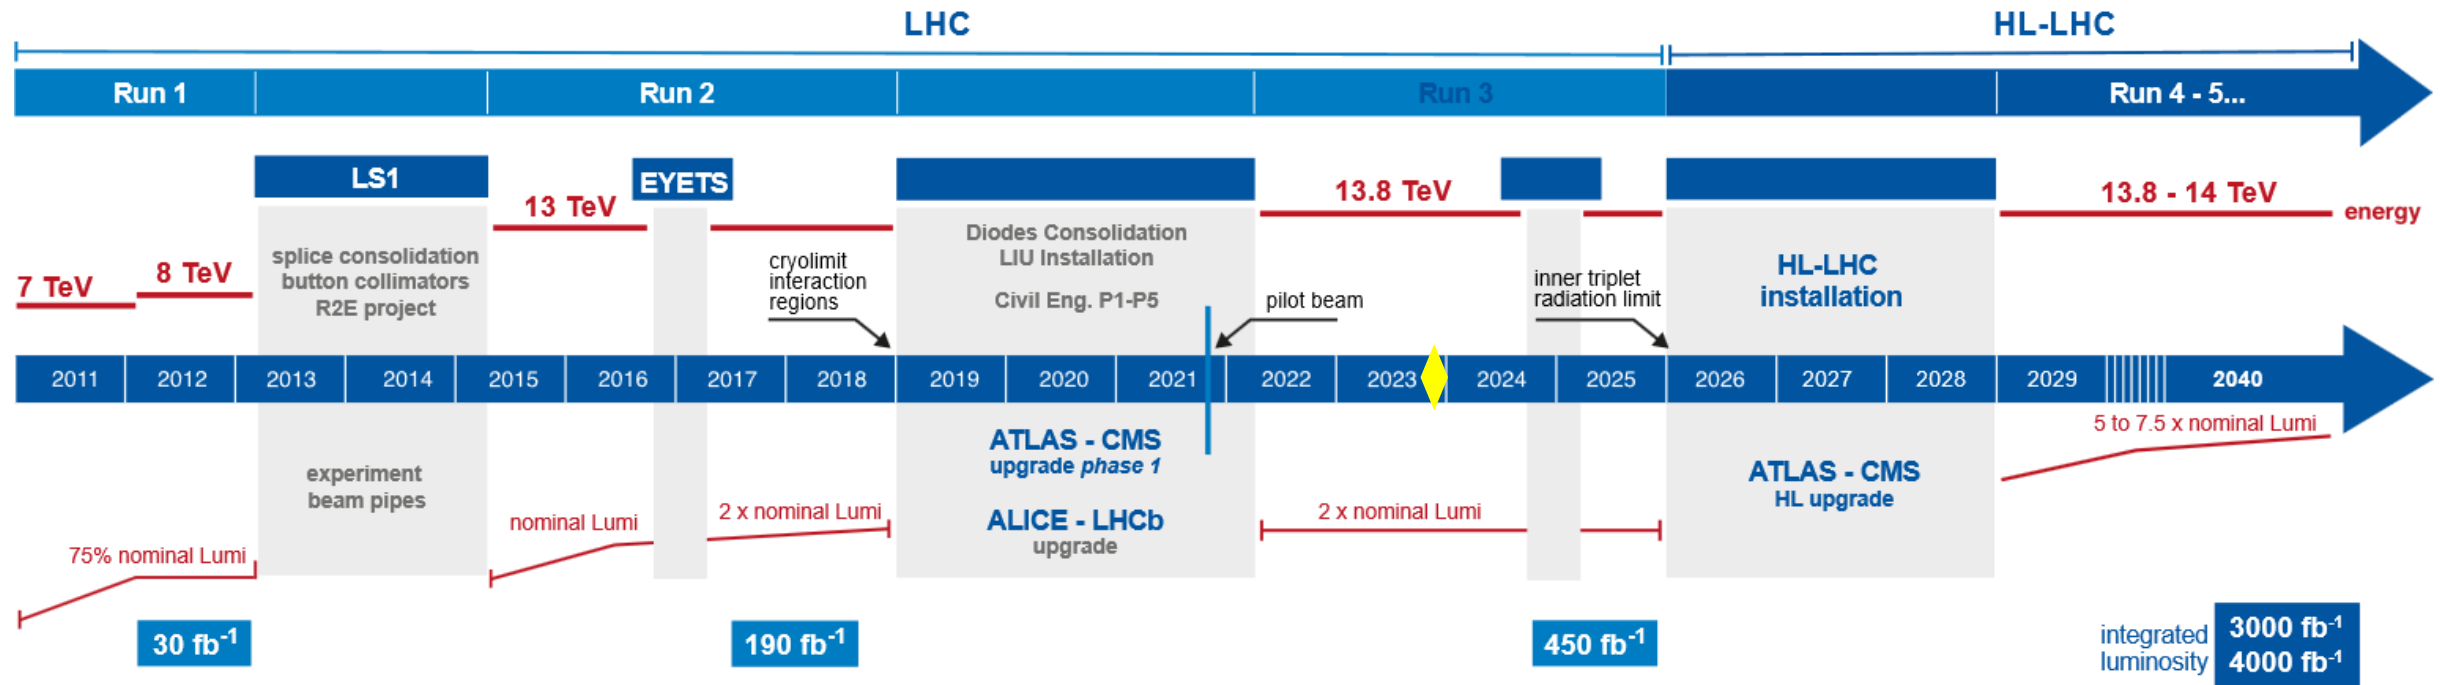 LHC
HL-LHC
Run 1
Run 2
Run 3
Run 4 - 5...
LS1
EYETS
13.8 TeV
13.8 - 14 TeV
energy
13 TeV
7 TeV
8 TeV
splice consolidation
button collimators
R2E project
cryolimit
interaction
regions
Diodes Consolidation
LIU Installation
Civil Eng. P1-P5
pilot beam
inner triplet
radiation limit
HL-LHC
installation
2011
2012
2013
2014
2015
2016
2017
2018
2019
2020
2021
2022
2023
2024
2025
2026
2027
2028
2029
2040
experiment
beam pipes
ATLAS - CMS
upgrade phase 1
ALICE - LHCb
upgrade
ATLAS - CMS
HL upgrade
5 to 7.5 x nominal Lumi
75% nominal Lumi
nominal Lumi
2 x nominal Lumi
2 x nominal Lumi
30 fb⁻¹
190 fb⁻¹
450 fb⁻¹
integrated
luminosity
3000 fb⁻¹
4000 fb⁻¹